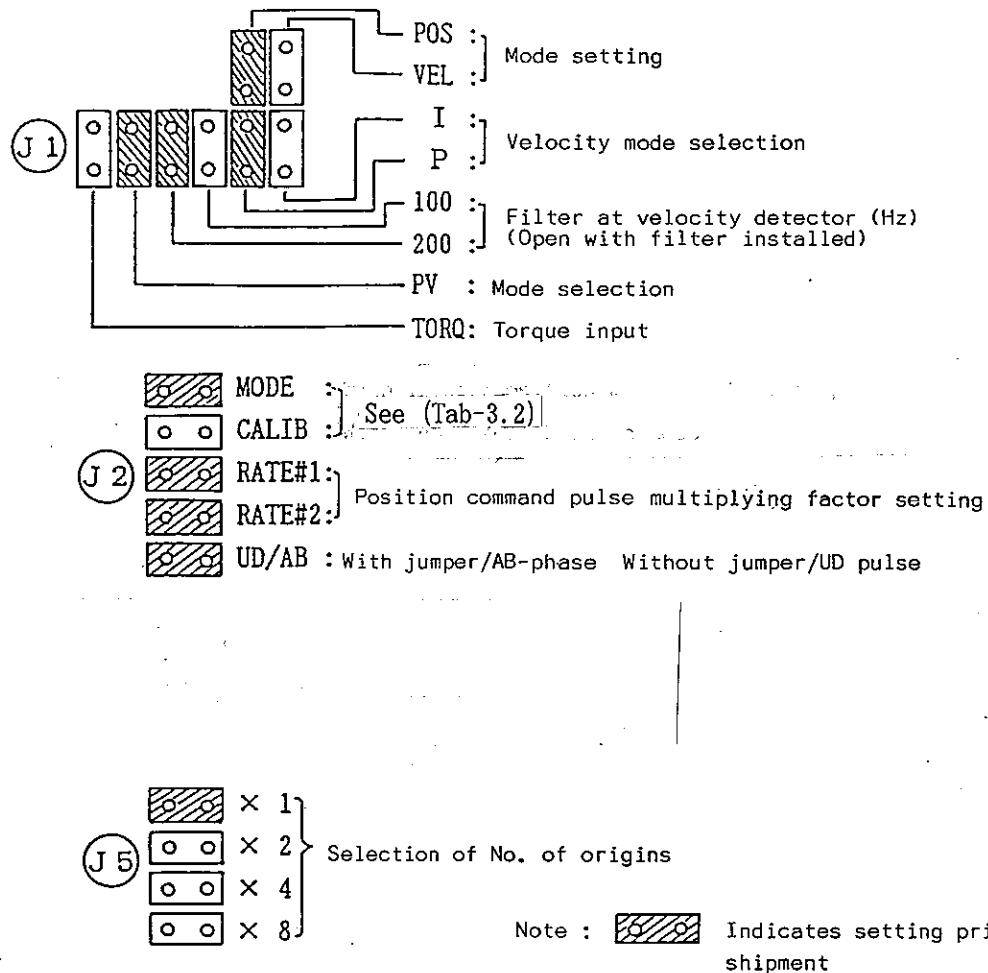 POS : Mode setting
VEL :
J1
I : Velocity mode selection
P :
100 : Filter at velocity detector (Hz)
200 : (Open with filter installed)
PV : Mode selection
TORQ: Torque input
MODE : See (Tab-3.2)
CALIB :
J2
RATE#1: Position command pulse multiplying factor setting
RATE#2:
UD/AB : With jumper/AB-phase Without jumper/UD pulse
J5
× 1
× 2 Selection of No. of origins
× 4
× 8
Note : Indicates setting pri
shipment